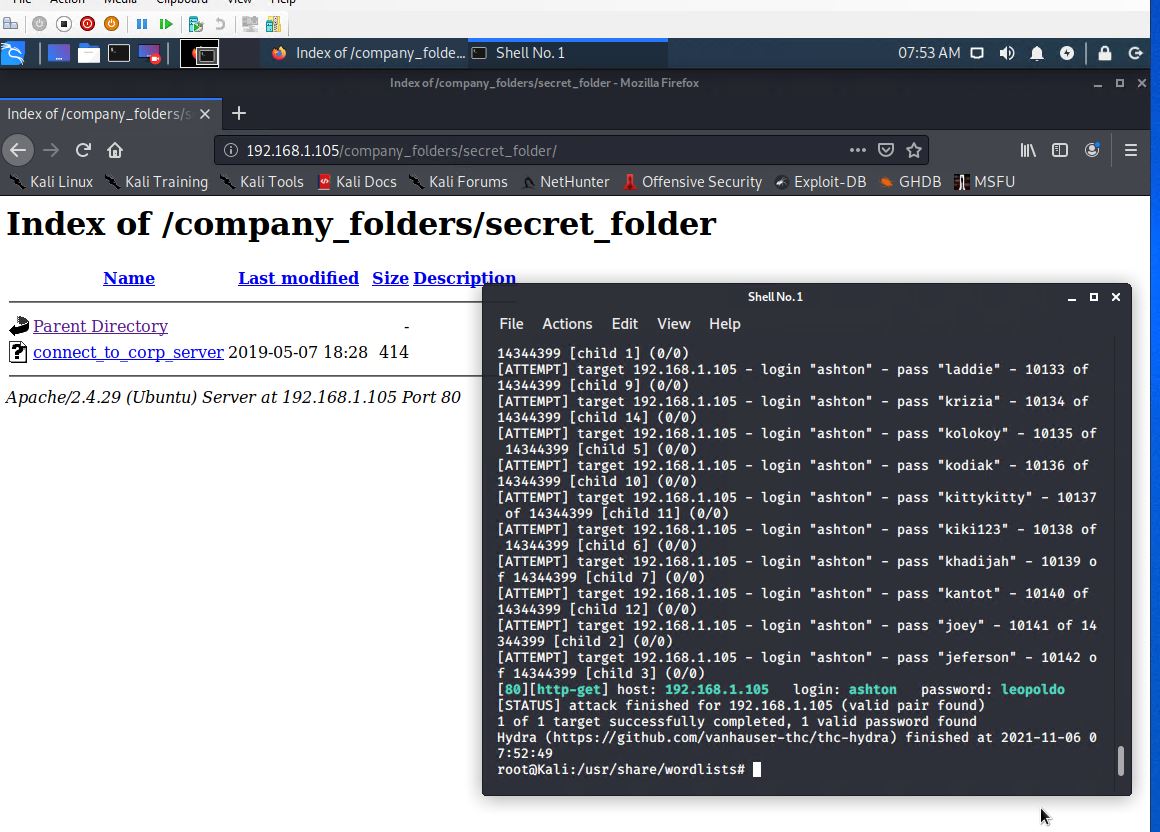 File Action Media Clipboard View Help
Index of /company_folde... Shell No. 1 07:53 AM
Index of /company_folders/secret_folder - Mozilla Firefox
Index of /company_folders/s
192.168.1.105/company_folders/secret_folder/
Kali Linux Kali Training Kali Tools Kali Docs Kali Forums NetHunter Offensive Security Exploit-DB GHDB MSFU
Index of /company_folders/secret_folder
Name Last modified Size Description
Parent Directory -
connect_to_corp_server 2019-05-07 18:28 414
Apache/2.4.29 (Ubuntu) Server at 192.168.1.105 Port 80
Shell No. 1
File Actions Edit View Help
14344399 [child 1] (0/0)
[ATTEMPT] target 192.168.1.105 - login "ashton" - pass "laddie" - 10133 of
14344399 [child 9] (0/0)
[ATTEMPT] target 192.168.1.105 - login "ashton" - pass "krizia" - 10134 of
14344399 [child 14] (0/0)
[ATTEMPT] target 192.168.1.105 - login "ashton" - pass "kolokoy" - 10135 of
14344399 [child 5] (0/0)
[ATTEMPT] target 192.168.1.105 - login "ashton" - pass "kodiak" - 10136 of
14344399 [child 10] (0/0)
[ATTEMPT] target 192.168.1.105 - login "ashton" - pass "kittykitty" - 10137
of 14344399 [child 11] (0/0)
[ATTEMPT] target 192.168.1.105 - login "ashton" - pass "kiki123" - 10138 of
14344399 [child 6] (0/0)
[ATTEMPT] target 192.168.1.105 - login "ashton" - pass "khadijah" - 10139 o
f 14344399 [child 7] (0/0)
[ATTEMPT] target 192.168.1.105 - login "ashton" - pass "kantot" - 10140 of
14344399 [child 12] (0/0)
[ATTEMPT] target 192.168.1.105 - login "ashton" - pass "joey" - 10141 of 14
344399 [child 2] (0/0)
[ATTEMPT] target 192.168.1.105 - login "ashton" - pass "jeferson" - 10142 o
f 14344399 [child 3] (0/0)
[80][http-get] host: 192.168.1.105 login: ashton password: leopoldo
[STATUS] attack finished for 192.168.1.105 (valid pair found)
1 of 1 target successfully completed, 1 valid password found
Hydra (https://github.com/vanhauser-thc/thc-hydra) finished at 2021-11-06 0
7:52:49
root@Kali:/usr/share/wordlists#